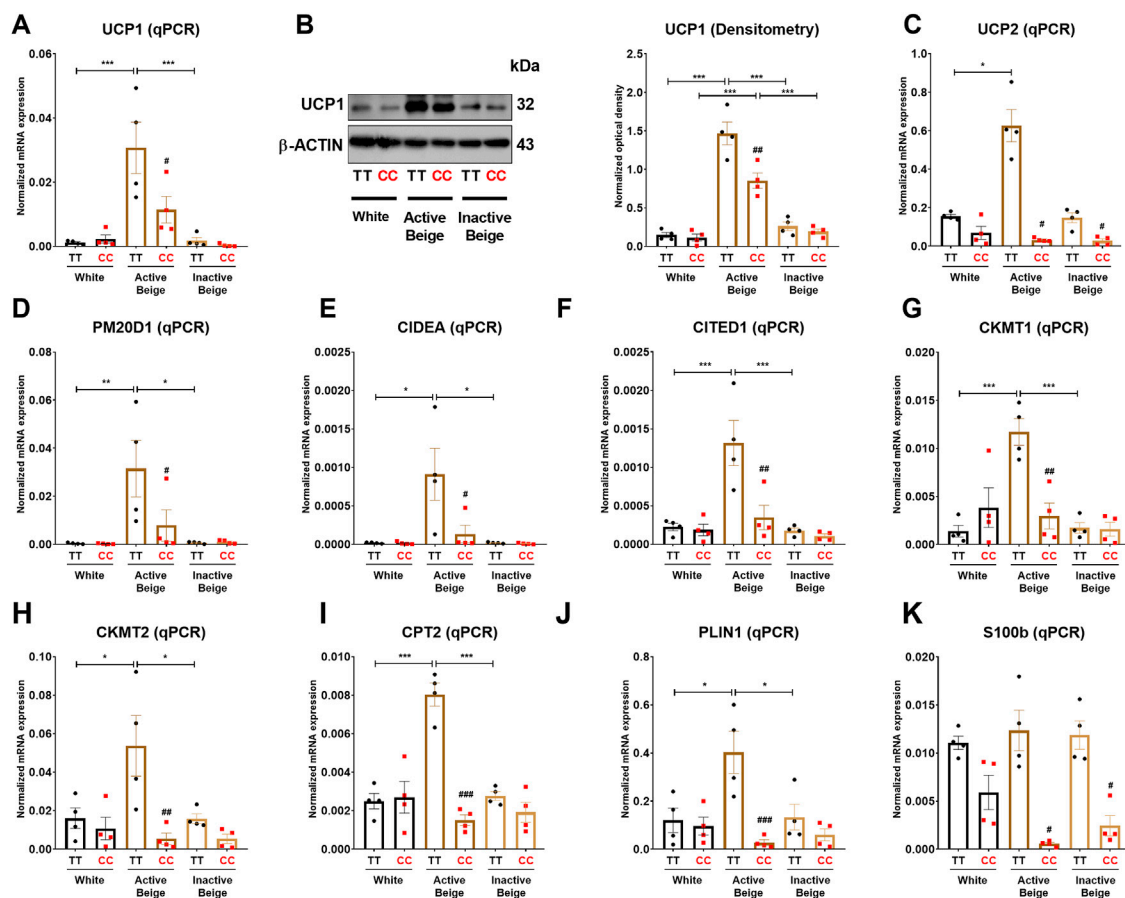 A
UCP1 (qPCR)
Normalized mRNA expression
0.06
0.04
0.02
0.00
*** ***
#
TT CC TT CC TT CC
White Active Beige Inactive Beige
B
kDa
UCP1 32
β-ACTIN 43
TT CC TT CC TT CC
White Active Beige Inactive Beige
UCP1 (Densitometry)
Normalized optical density
2.5
2.0
1.5
1.0
0.5
0.0
*** ***
*** ***
##
TT CC TT CC TT CC
White Active Beige Inactive Beige
C
UCP2 (qPCR)
Normalized mRNA expression
1.0
0.8
0.6
0.4
0.2
0.0
*
# #
TT CC TT CC TT CC
White Active Beige Inactive Beige
D
PM20D1 (qPCR)
Normalized mRNA expression
0.08
0.06
0.04
0.02
0.00
** *
#
TT CC TT CC TT CC
White Active Beige Inactive Beige
E
CIDEA (qPCR)
Normalized mRNA expression
0.0025
0.0020
0.0015
0.0010
0.0005
0.0000
* *
#
TT CC TT CC TT CC
White Active Beige Inactive Beige
F
CITED1 (qPCR)
Normalized mRNA expression
0.0025
0.0020
0.0015
0.0010
0.0005
0.0000
*** ***
##
TT CC TT CC TT CC
White Active Beige Inactive Beige
G
CKMT1 (qPCR)
Normalized mRNA expression
0.020
0.015
0.010
0.005
0.000
*** ***
##
TT CC TT CC TT CC
White Active Beige Inactive Beige
H
CKMT2 (qPCR)
Normalized mRNA expression
0.10
0.08
0.06
0.04
0.02
0.00
* *
##
TT CC TT CC TT CC
White Active Beige Inactive Beige
I
CPT2 (qPCR)
Normalized mRNA expression
0.010
0.008
0.006
0.004
0.002
0.000
*** ***
###
TT CC TT CC TT CC
White Active Beige Inactive Beige
J
PLIN1 (qPCR)
Normalized mRNA expression
0.8
0.6
0.4
0.2
0.0
* *
###
TT CC TT CC TT CC
White Active Beige Inactive Beige
K
S100b (qPCR)
Normalized mRNA expression
0.020
0.015
0.010
0.005
0.000
# #
TT CC TT CC TT CC
White Active Beige Inactive Beige